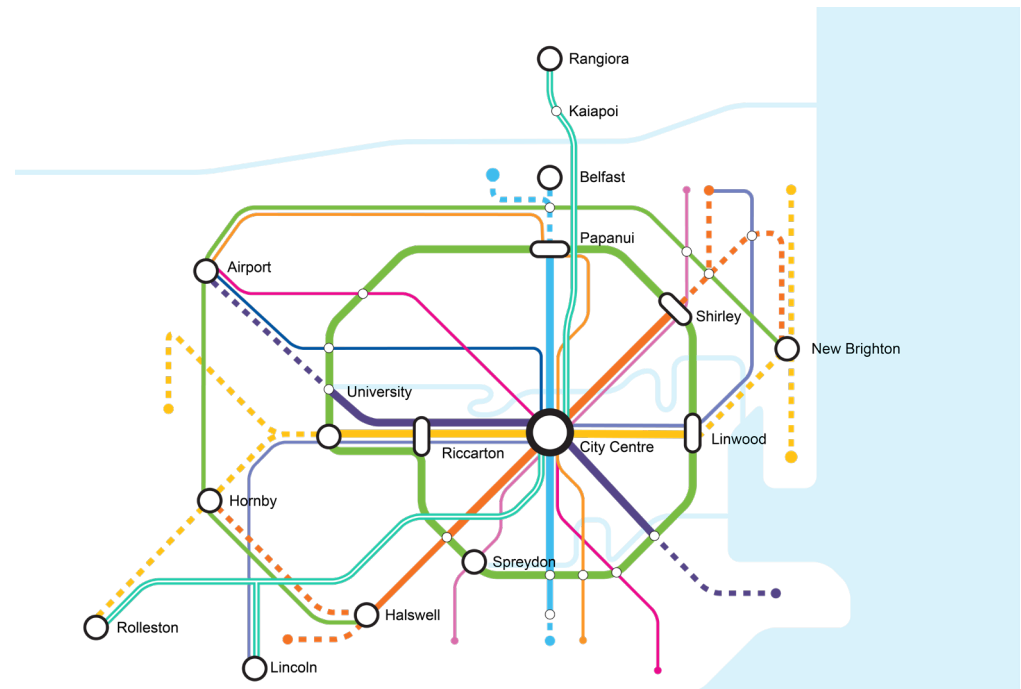 Rangiora
Kaiapoi
Belfast
Papanui
Airport
Shirley
New Brighton
University
Linwood
City Centre
Riccarton
Hornby
Spreydon
Halswell
Rolleston
Lincoln